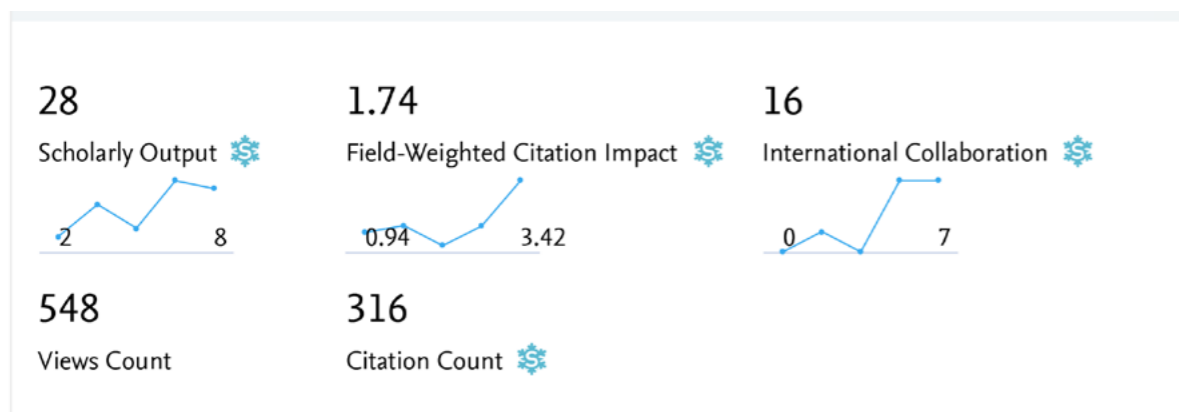 28
1.74
16
Scholarly Output S
Field-Weighted Citation Impact S
International Collaboration S
2 8
0.94 3.42
0 7
548
316
Views Count
Citation Count S